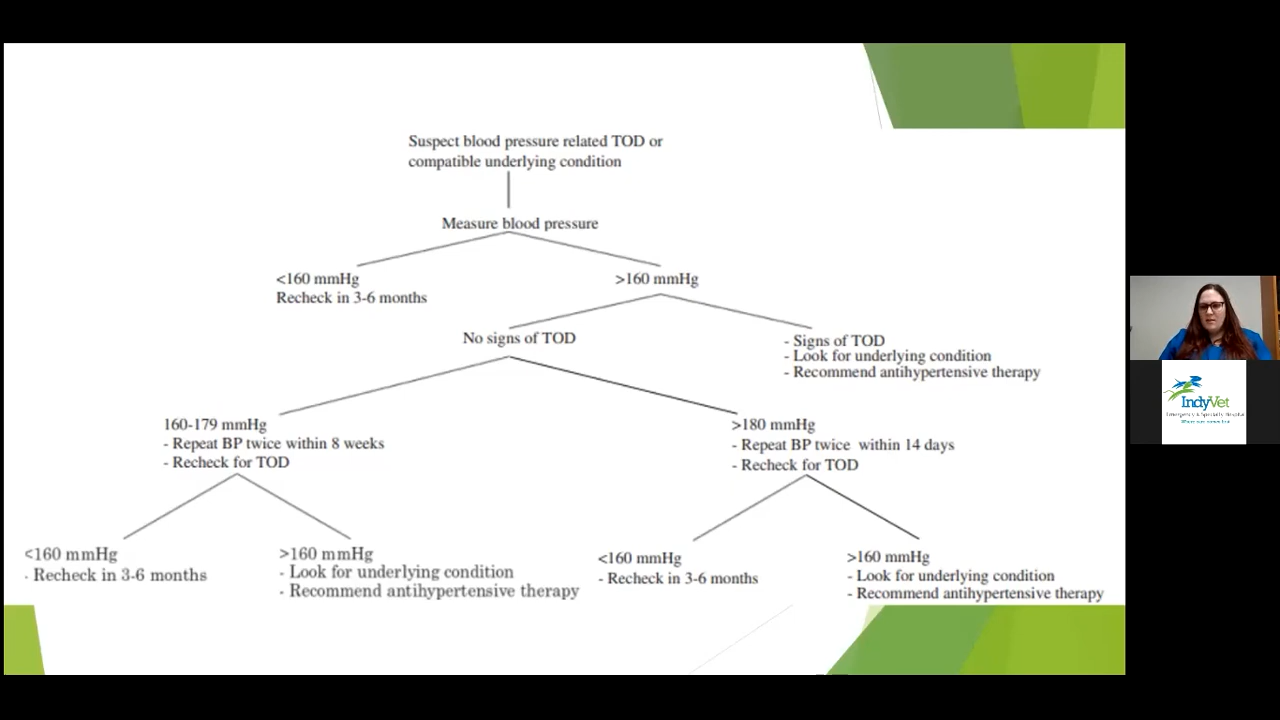 Suspect blood pressure related TOD or
compatible underlying condition
Measure blood pressure
<160 mmHg
Recheck in 3-6 months
>160 mmHg
No signs of TOD
- Signs of TOD
- Look for underlying condition
- Recommend antihypertensive therapy
160-179 mmHg
- Repeat BP twice within 8 weeks
- Recheck for TOD
>180 mmHg
- Repeat BP twice within 14 days
- Recheck for TOD
<160 mmHg
- Recheck in 3-6 months
>160 mmHg
- Look for underlying condition
- Recommend antihypertensive therapy
<160 mmHg
- Recheck in 3-6 months
>160 mmHg
- Look for underlying condition
- Recommend antihypertensive therapy
IndyVet
Emergency & Specialty Hospital